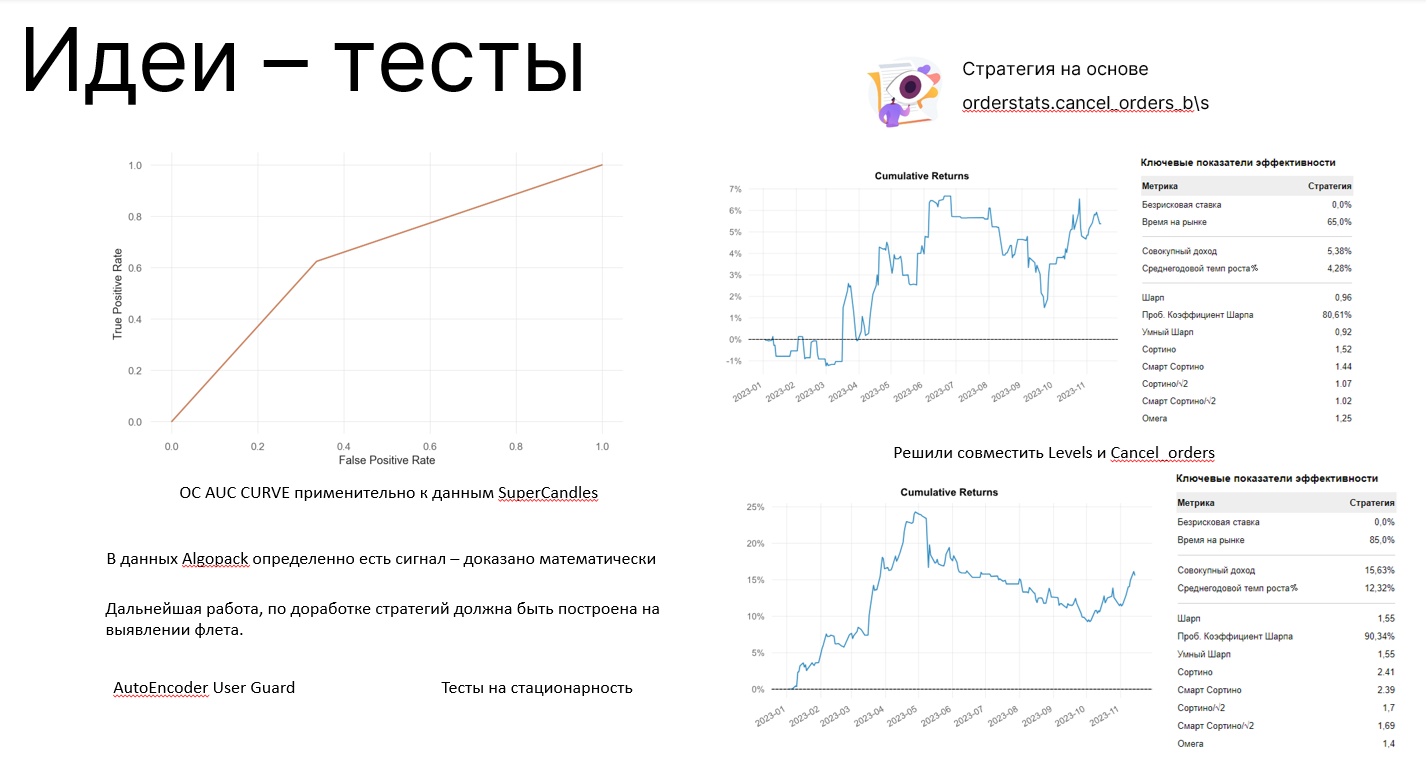 Идеи – тесты
Стратегия на основе
orderstats.cancel_orders_b\s
1.0
0.8
0.6
0.4
0.2
0.0
True Positive Rate
0.0 0.2 0.4 0.6 0.8 1.0
False Positive Rate
ОС AUC CURVE применительно к данным SuperCandles
В данных Algopack определенно есть сигнал – доказано математически
Дальнейшая работа, по доработке стратегий должна быть построена на
выявлении флета.
AutoEncoder User Guard
Тесты на стационарность
Cumulative Returns
7%
6%
5%
4%
3%
2%
1%
0%
-1%
2023-01 2023-02 2023-03 2023-04 2023-05 2023-06 2023-07 2023-08 2023-09 2023-10 2023-11
Ключевые показатели эффективности
Метрика Стратегия
Безрисковая ставка 0,0%
Время на рынке 65,0%
Совокупный доход 5,38%
Среднегодовой темп роста% 4,28%
Шарп 0,96
Проб. Коэффициент Шарпа 80,61%
Умный Шарп 0,92
Сортино 1,52
Смарт Сортино 1.44
Сортино/√2 1.07
Смарт Сортино/√2 1.02
Омега 1,25
Решили совместить Levels и Cancel_orders
Cumulative Returns
25%
20%
15%
10%
5%
0%
2023-01 2023-02 2023-03 2023-04 2023-05 2023-06 2023-07 2023-08 2023-09 2023-10 2023-11
Ключевые показатели эффективности
Метрика Стратегия
Безрисковая ставка 0,0%
Время на рынке 85,0%
Совокупный доход 15,63%
Среднегодовой темп роста% 12,32%
Шарп 1,55
Проб. Коэффициент Шарпа 90,34%
Умный Шарп 1,55
Сортино 2.41
Смарт Сортино 2.39
Сортино/√2 1,7
Смарт Сортино/√2 1,69
Омега 1,4